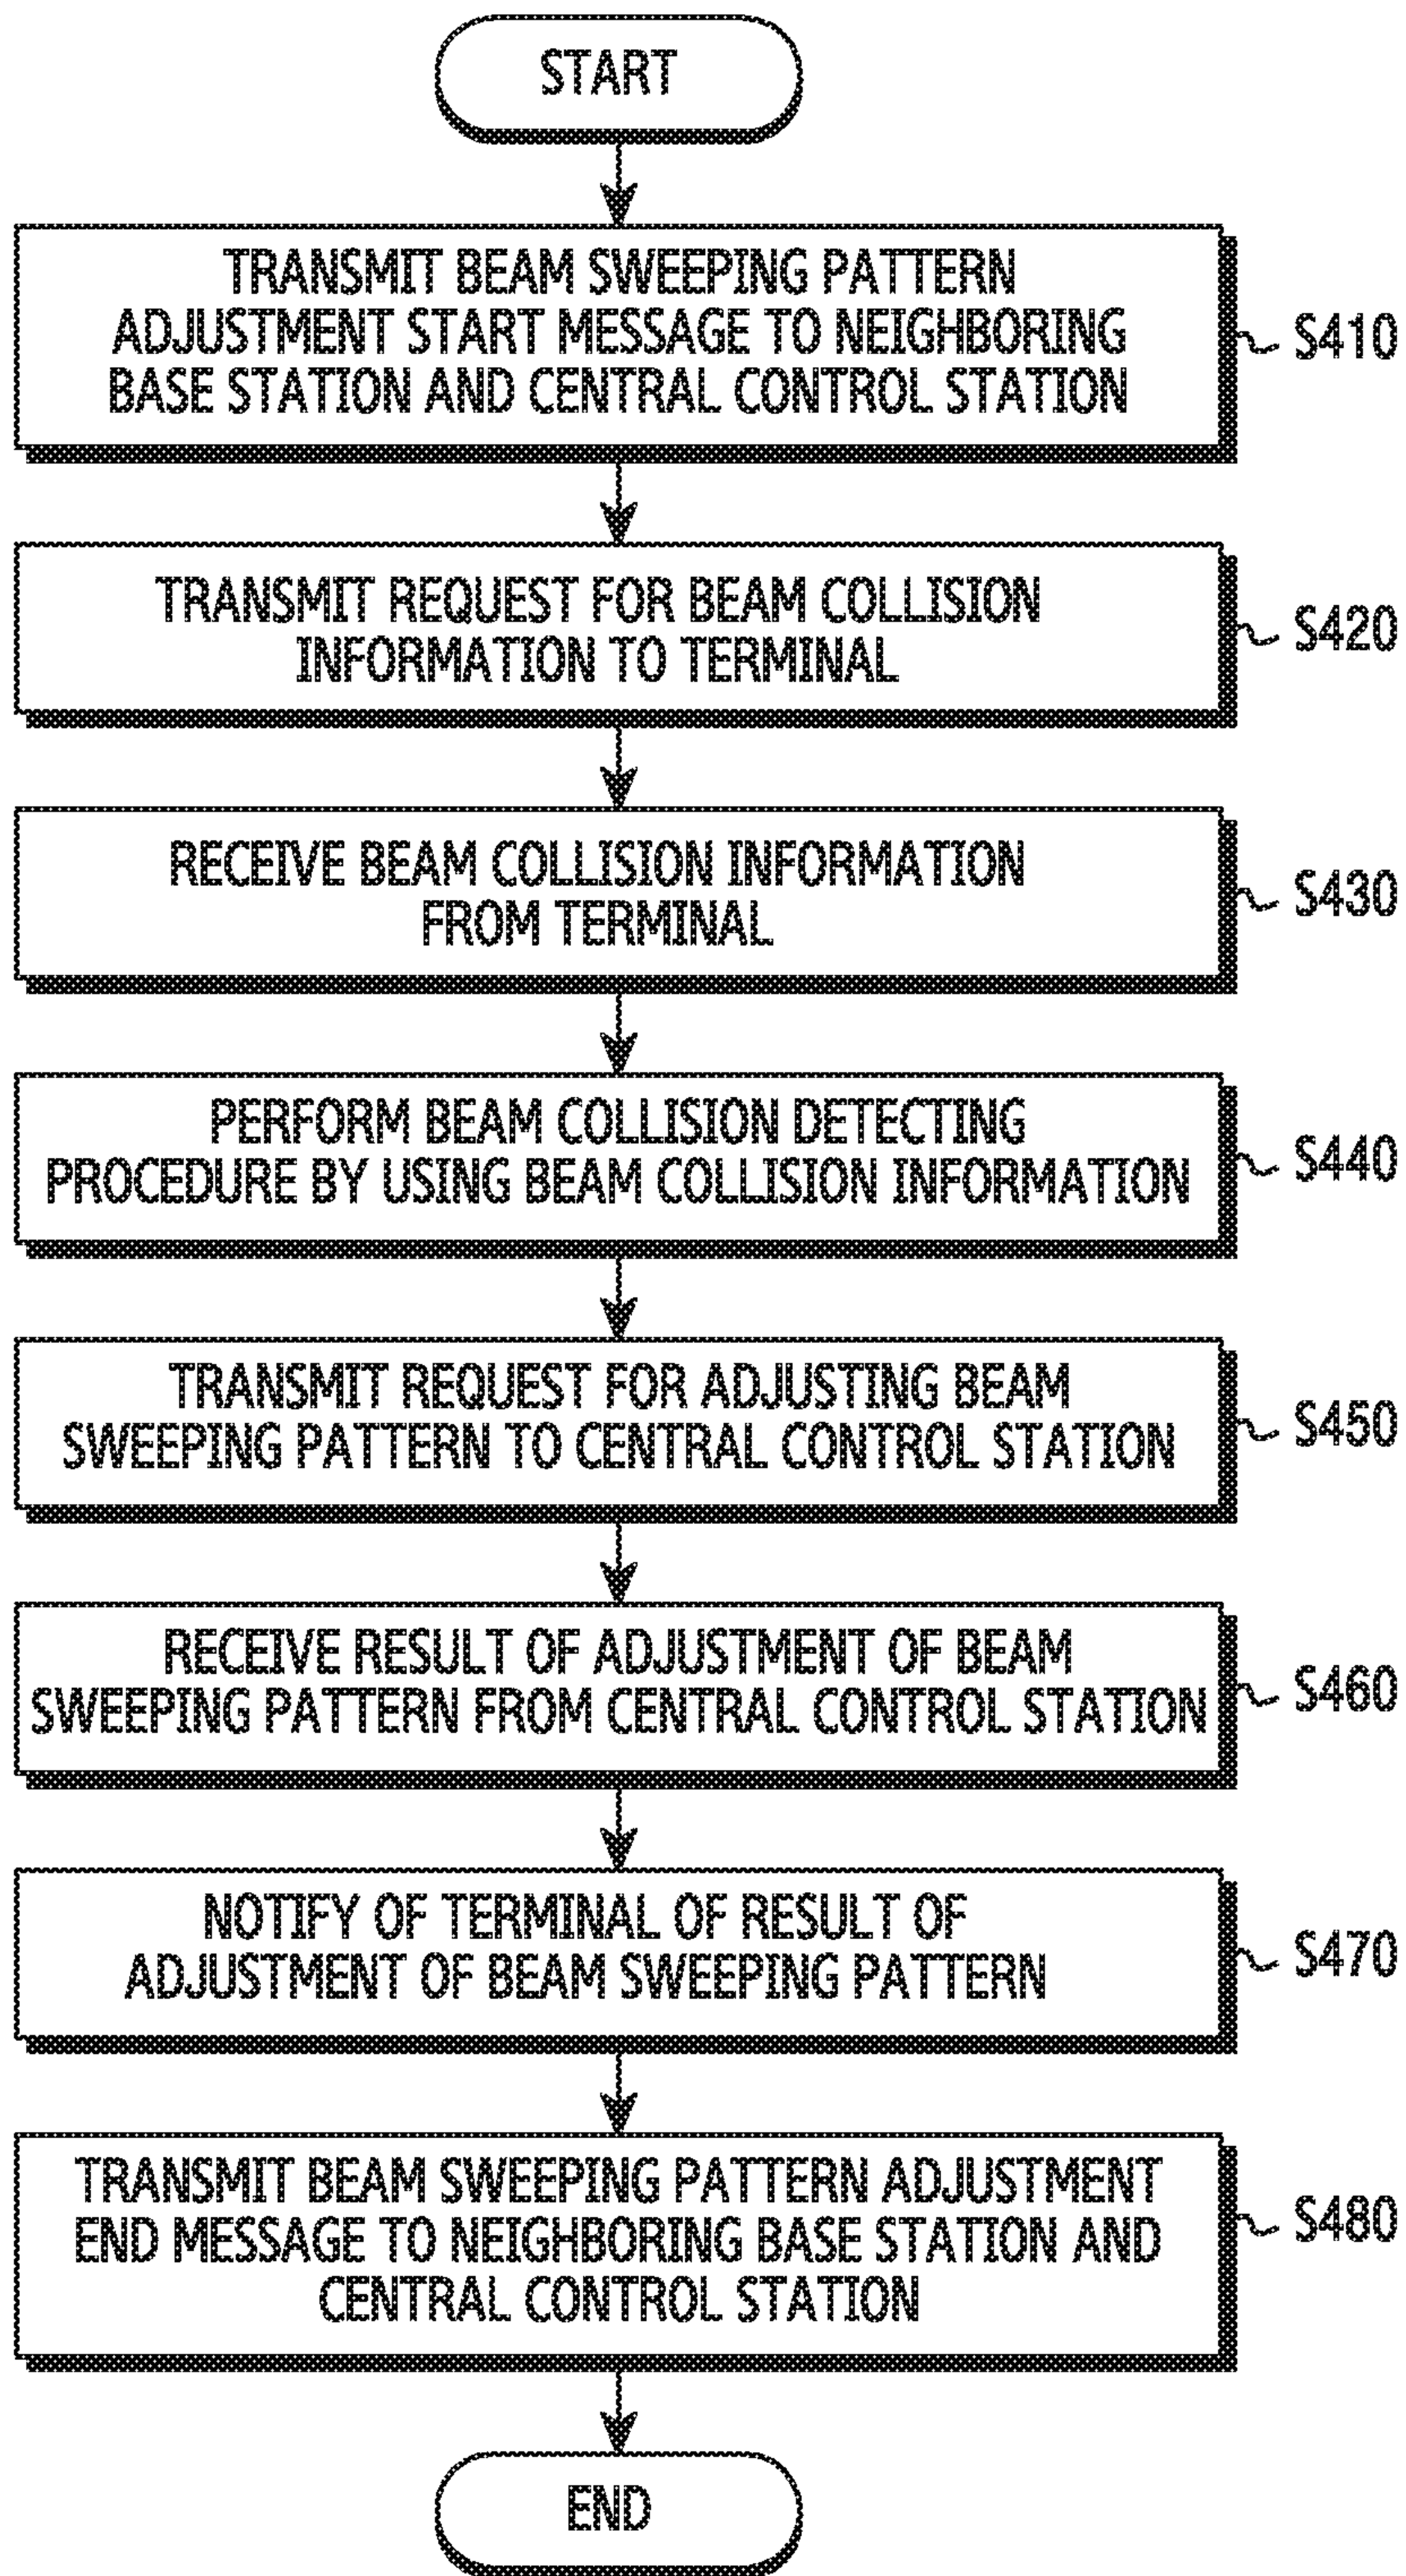 START
TRANSMIT BEAM SWEEPING PATTERN
ADJUSTMENT START MESSAGE TO NEIGHBORING
BASE STATION AND CENTRAL CONTROL STATION
S410
TRANSMIT REQUEST FOR BEAM COLLISION
INFORMATION TO TERMINAL
S420
RECEIVE BEAM COLLISION INFORMATION
FROM TERMINAL
S430
PERFORM BEAM COLLISION DETECTING
PROCEDURE BY USING BEAM COLLISION INFORMATION
S440
TRANSMIT REQUEST FOR ADJUSTING BEAM
SWEEPING PATTERN TO CENTRAL CONTROL STATION
S450
RECEIVE RESULT OF ADJUSTMENT OF BEAM
SWEEPING PATTERN FROM CENTRAL CONTROL STATION
S460
NOTIFY OF TERMINAL OF RESULT OF
ADJUSTMENT OF BEAM SWEEPING PATTERN
S470
TRANSMIT BEAM SWEEPING PATTERN ADJUSTMENT
END MESSAGE TO NEIGHBORING BASE STATION AND
CENTRAL CONTROL STATION
S480
END